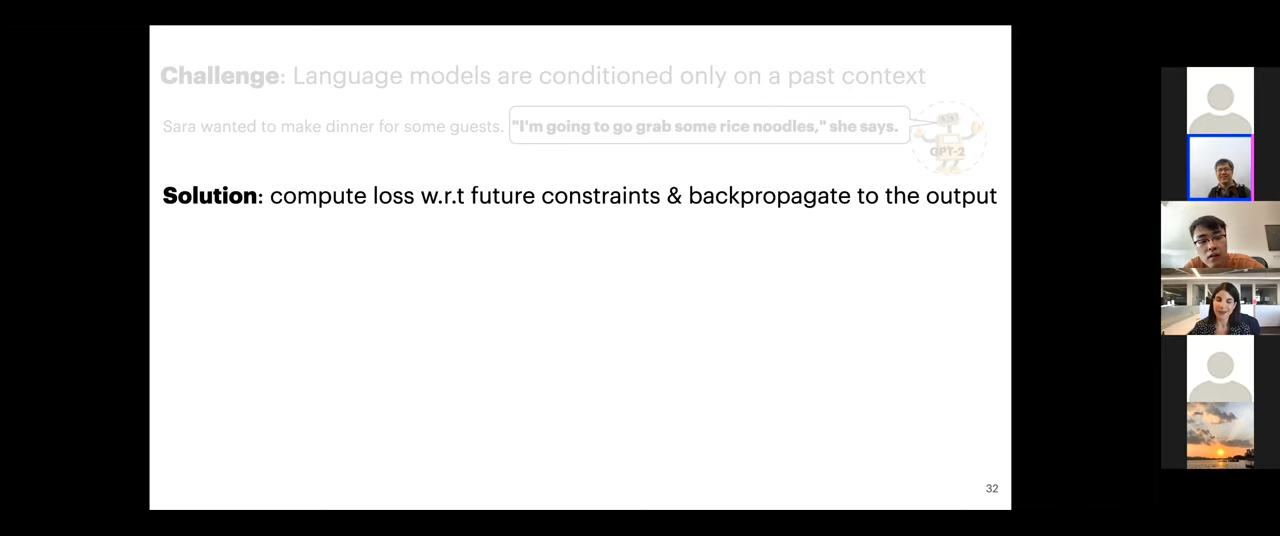 Challenge: Language models are conditioned only on a past context
Sara wanted to make dinner for some guests. "I'm going to go grab some rice noodles," she says.
GPT-2
Solution: compute loss w.r.t future constraints & backpropagate to the output
32